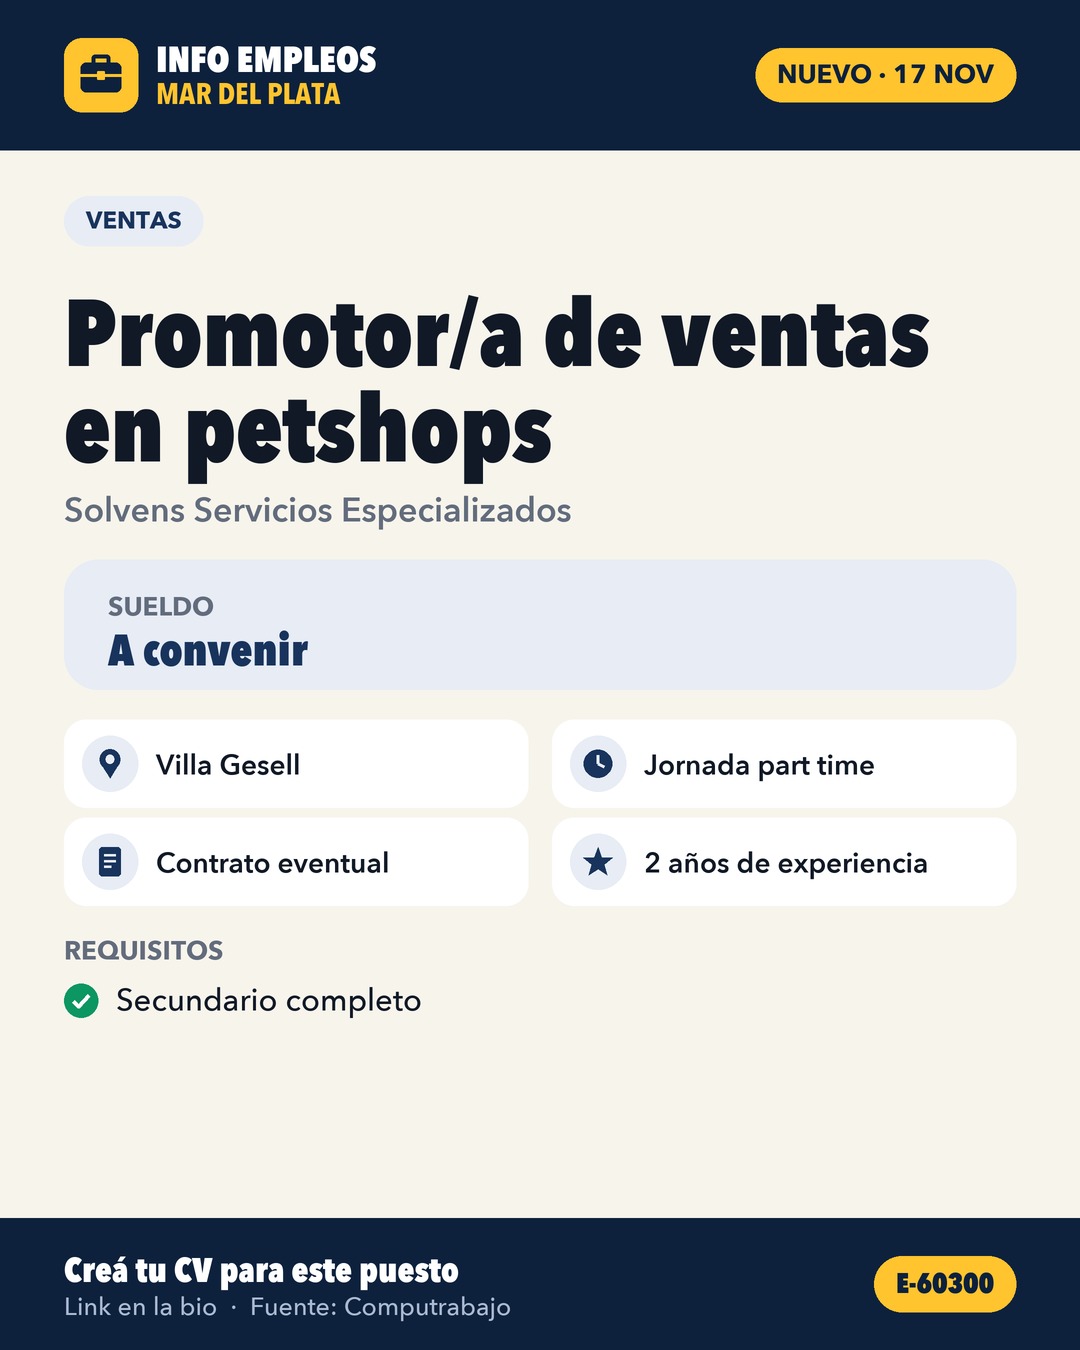 INFO EMPLEOS
MAR DEL PLATA
NUEVO · 17 NOV
VENTAS
Promotor/a de ventas
en petshops
Solvens Servicios Especializados
SUELDO
A convenir
Villa Gesell
Jornada part time
Contrato eventual
2 años de experiencia
REQUISITOS
Secundario completo
Creá tu CV para este puesto
Link en la bio · Fuente: Computrabajo
E-60300